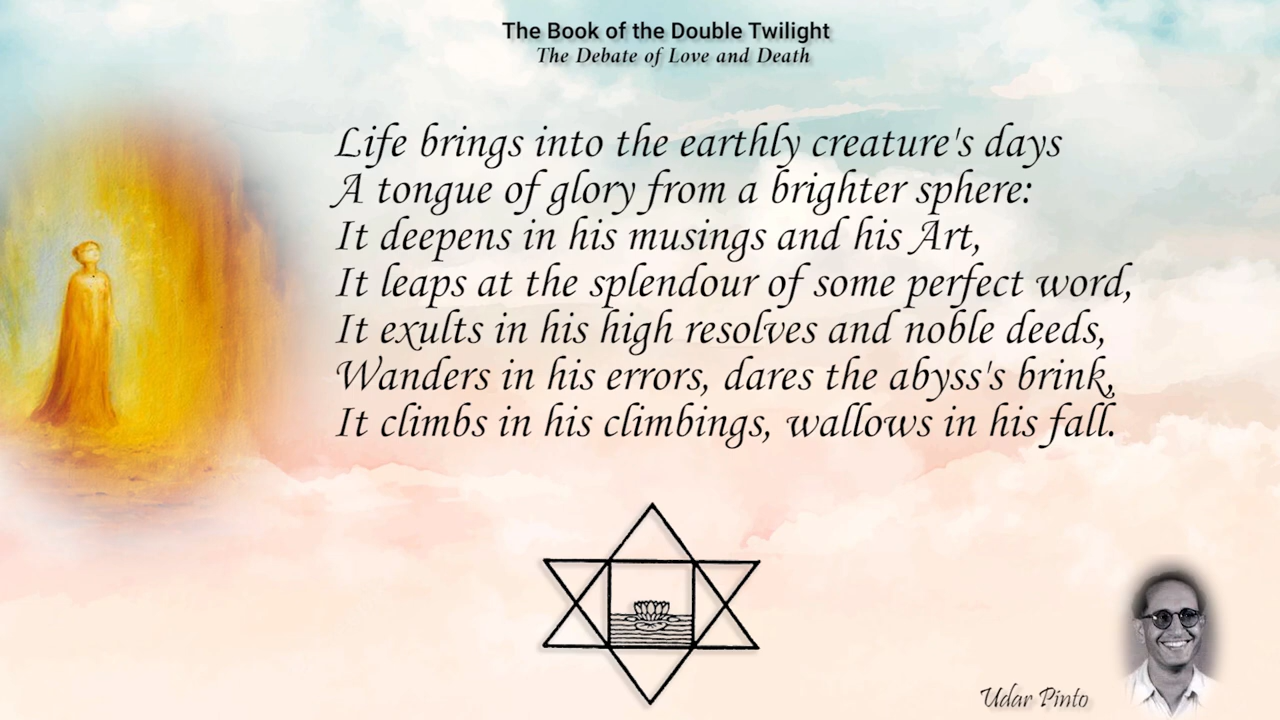 The Book of the Double Twilight
The Debate of Love and Death
Life brings into the earthly creature's days
A tongue of glory from a brighter sphere:
It deepens in his musings and his Art,
It leaps at the splendour of some perfect word,
It exults in his high resolves and noble deeds,
Wanders in his errors, dares the abyss's brink,
It climbs in his climbings, wallows in his fall.
Udar Pinto